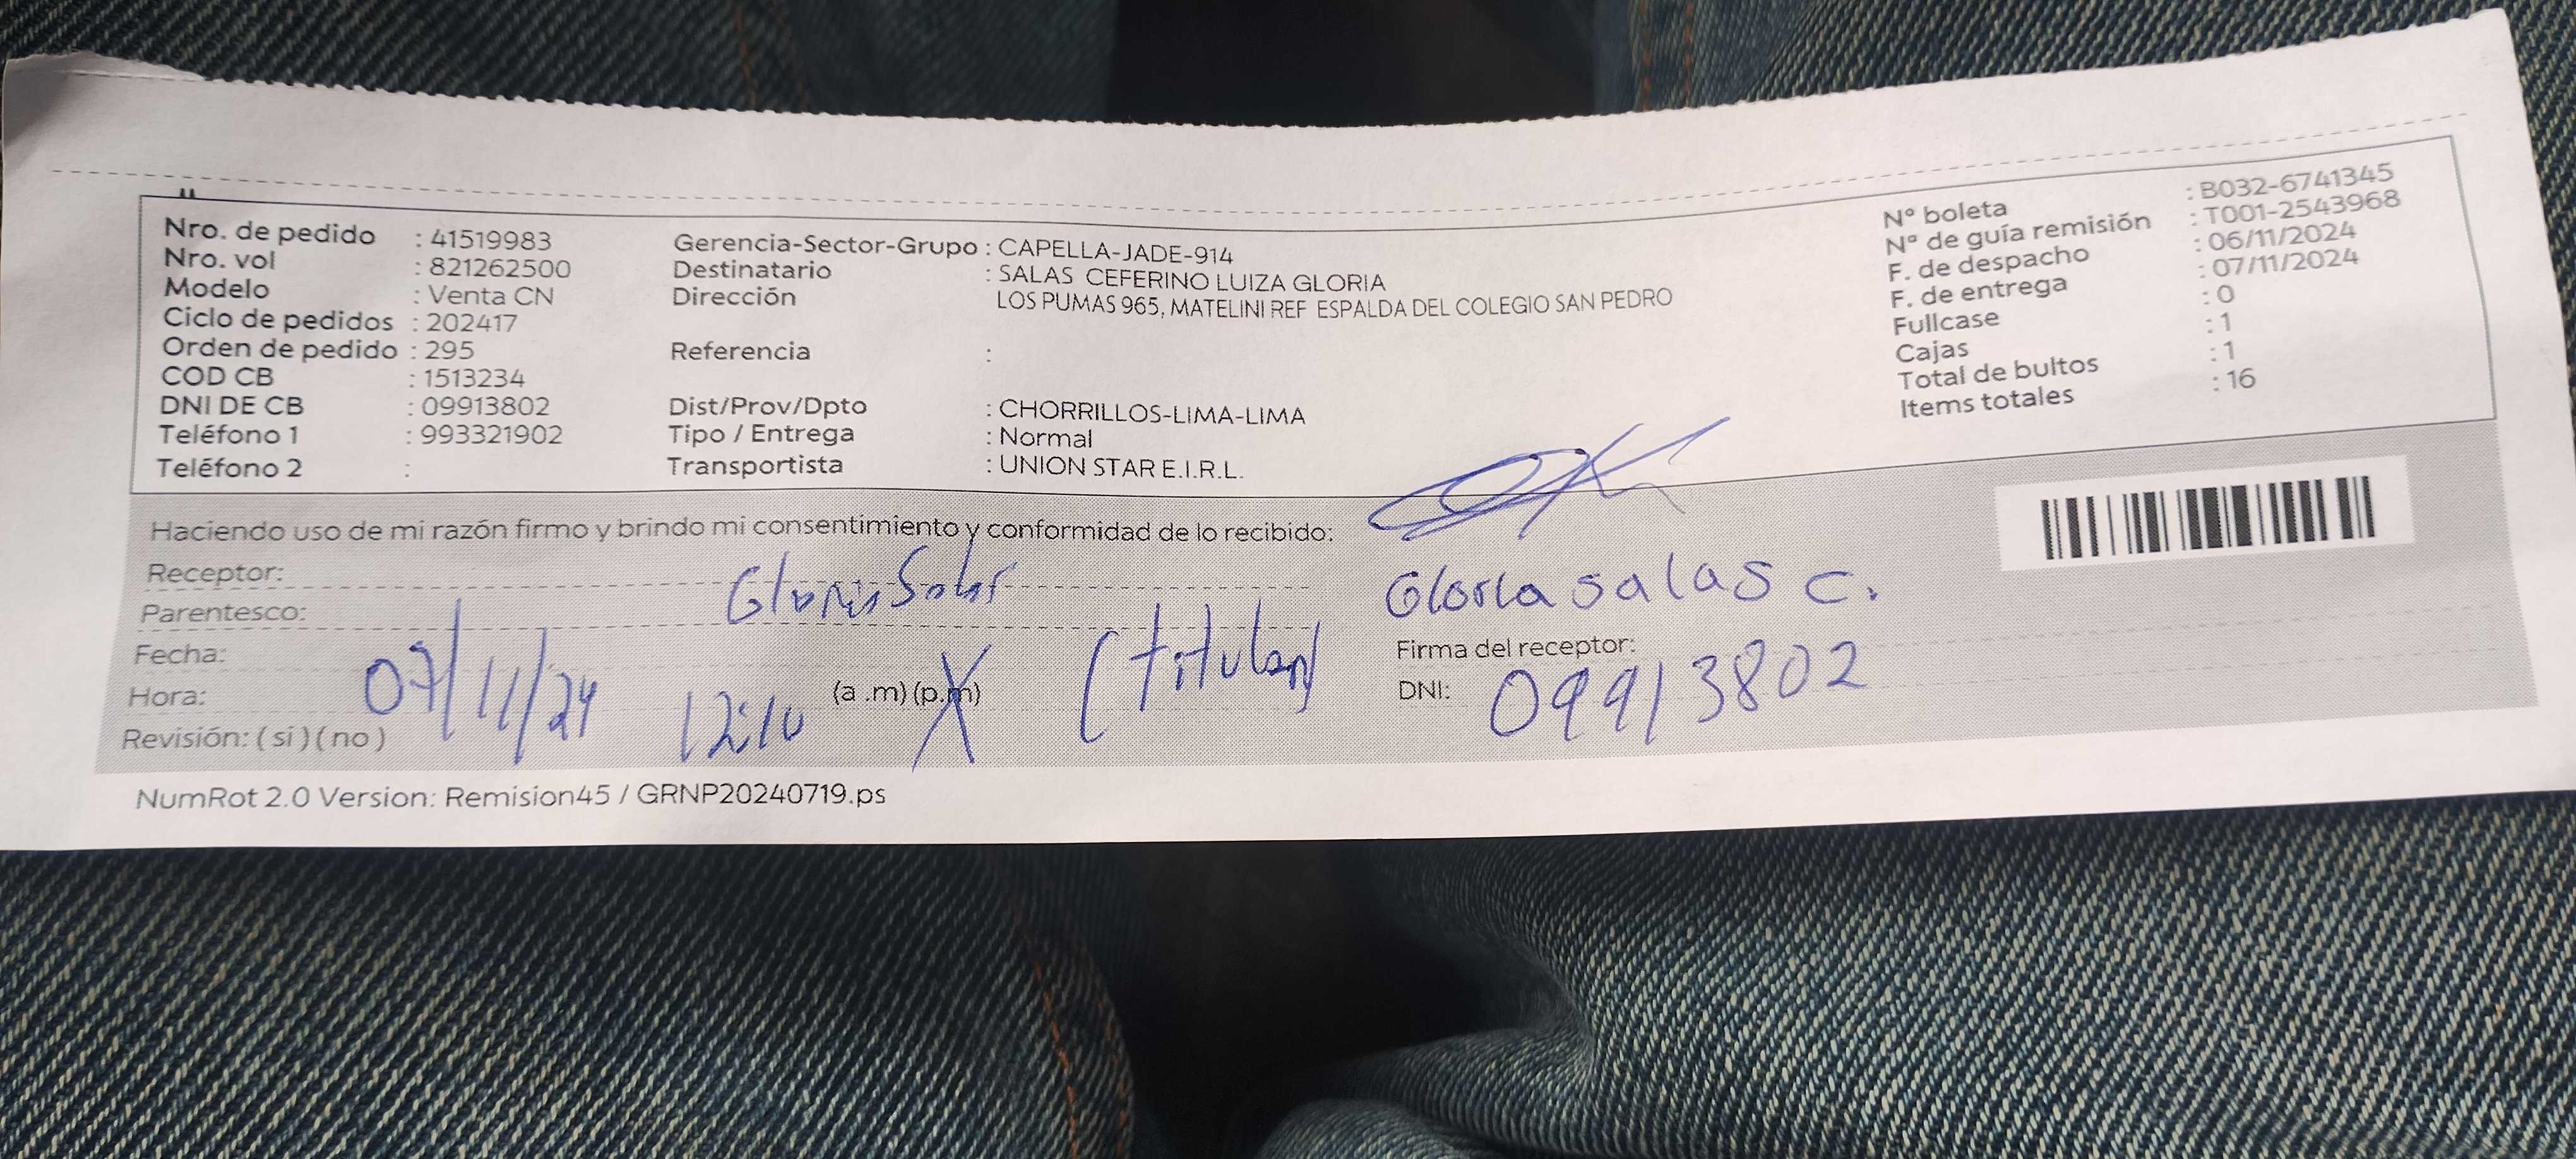 Nro. de pedido : 41519983
Nro. vol : 821262500
Modelo : Venta CN
Ciclo de pedidos : 202417
Orden de pedido : 295
COD CB : 1513234
DNI DE CB : 09913802
Teléfono 1 : 993321902
Teléfono 2 :
Gerencia-Sector-Grupo : CAPELLA-JADE-914
Destinatario : SALAS CEFERINO LUIZA GLORIA
Dirección LOS PUMAS 965, MATELINI REF ESPALDA DEL COLEGIO SAN PEDRO
Referencia :
Dist/Prov/Dpto : CHORRILLOS-LIMA-LIMA
Tipo / Entrega : Normal
Transportista : UNION STAR E.I.R.L.
N° boleta : B032-6741345
N° de guía remisión : T001-2543968
F. de despacho : 06/11/2024
F. de entrega : 07/11/2024
Fullcase : 0
Cajas : 1
Total de bultos : 1
Items totales : 16
Haciendo uso de mi razón firmo y brindo mi consentimiento y conformidad de lo recibido:
Receptor: Gloria Salas
Gloria salas c.
Parentesco: (titular)
Firma del receptor:
Fecha: 07/11/24
Hora: 12:10 (a.m) (p.m) X
DNI: 09913802
Revisión: ( si ) ( no )
NumRot 2.0 Version: Remision45 / GRNP20240719.ps